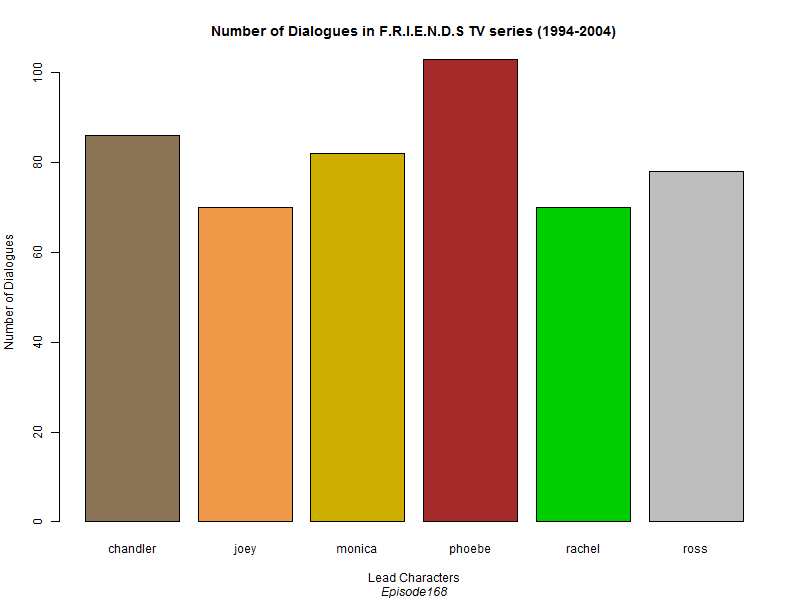 Number of Dialogues in F.R.I.E.N.D.S TV series (1994-2004)
Number of Dialogues
100
80
60
40
20
0
chandler joey monica phoebe rachel ross
Lead Characters
Episode168